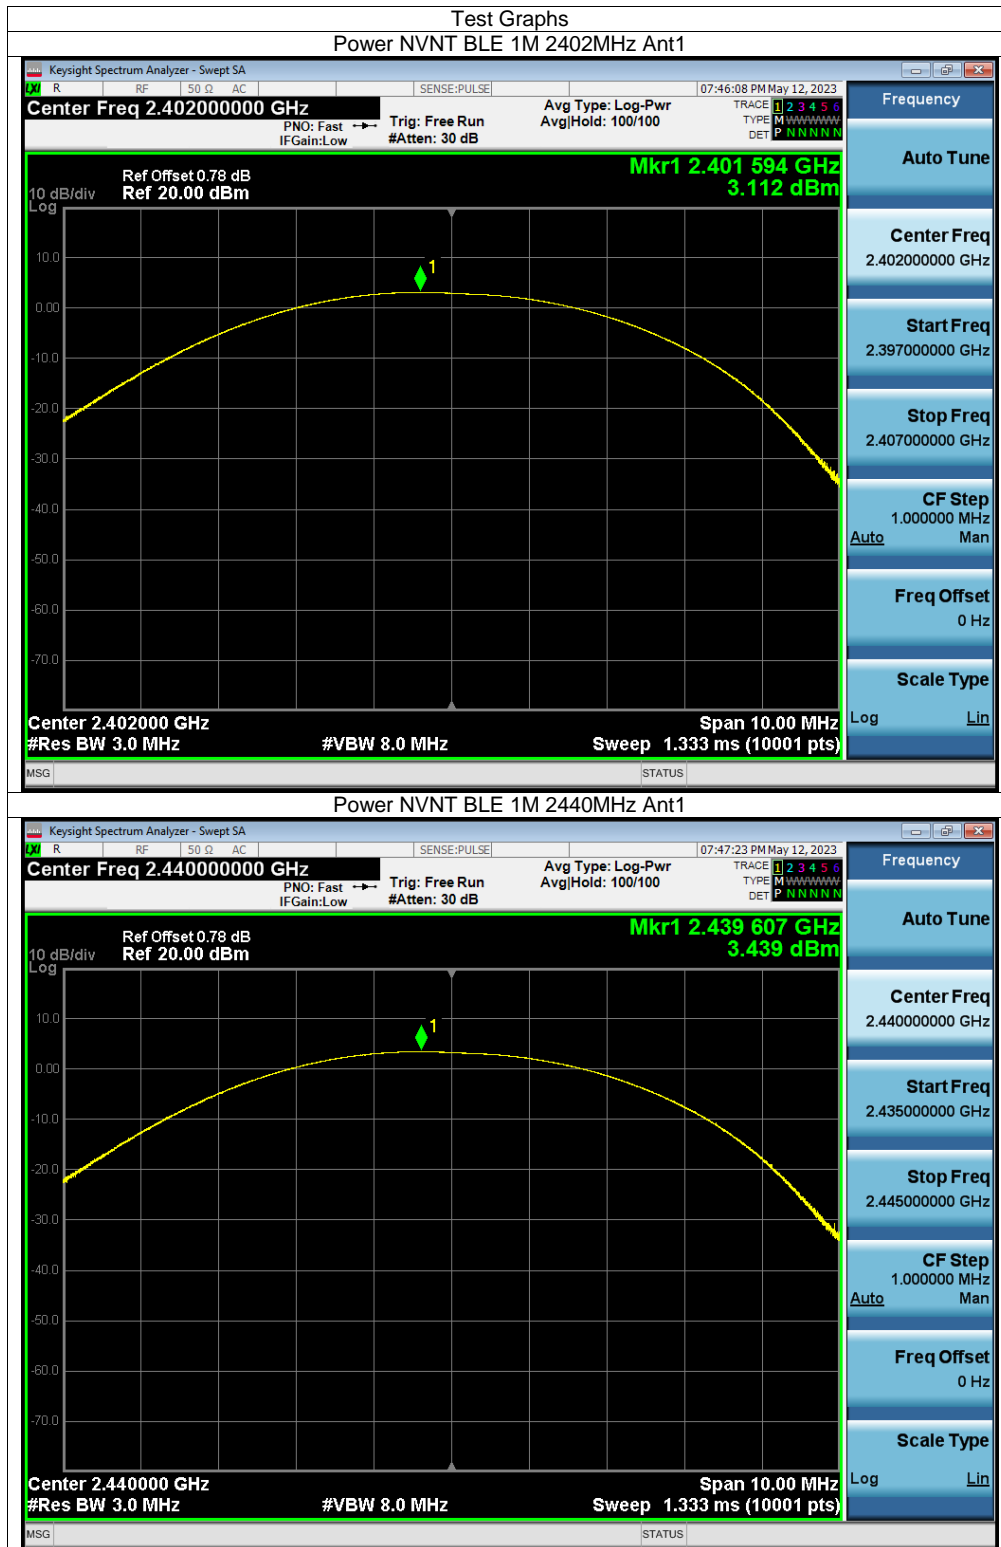 Test Graphs
Power NVNT BLE 1M 2402MHz Ant1
Keysight Spectrum Analyzer - Swept SA
LXI R RF 50 Ω AC SENSE:PULSE 07:46:08 PM May 12, 2023
Center Freq 2.402000000 GHz
PNO: Fast
IFGain:Low
Trig: Free Run
#Atten: 30 dB
Avg Type: Log-Pwr
Avg|Hold: 100/100
TRACE 1 2 3 4 5 6
TYPE M W W W W W
DET P N N N N N
Frequency
Auto Tune
Center Freq
2.402000000 GHz
Start Freq
2.397000000 GHz
Stop Freq
2.407000000 GHz
CF Step
1.000000 MHz
Auto Man
Freq Offset
0 Hz
Scale Type
Log Lin
Mkr1 2.401 594 GHz
3.112 dBm
Ref Offset 0.78 dB
10 dB/div Ref 20.00 dBm
Log
1
10.0
0.00
-10.0
-20.0
-30.0
-40.0
-50.0
-60.0
-70.0
Center 2.402000 GHz Span 10.00 MHz
#Res BW 3.0 MHz #VBW 8.0 MHz Sweep 1.333 ms (10001 pts)
MSG STATUS
Power NVNT BLE 1M 2440MHz Ant1
Keysight Spectrum Analyzer - Swept SA
LXI R RF 50 Ω AC SENSE:PULSE 07:47:23 PM May 12, 2023
Center Freq 2.440000000 GHz
PNO: Fast
IFGain:Low
Trig: Free Run
#Atten: 30 dB
Avg Type: Log-Pwr
Avg|Hold: 100/100
TRACE 1 2 3 4 5 6
TYPE M W W W W W
DET P N N N N N
Frequency
Auto Tune
Center Freq
2.440000000 GHz
Start Freq
2.435000000 GHz
Stop Freq
2.445000000 GHz
CF Step
1.000000 MHz
Auto Man
Freq Offset
0 Hz
Scale Type
Log Lin
Mkr1 2.439 607 GHz
3.439 dBm
Ref Offset 0.78 dB
10 dB/div Ref 20.00 dBm
Log
1
10.0
0.00
-10.0
-20.0
-30.0
-40.0
-50.0
-60.0
-70.0
Center 2.440000 GHz Span 10.00 MHz
#Res BW 3.0 MHz #VBW 8.0 MHz Sweep 1.333 ms (10001 pts)
MSG STATUS